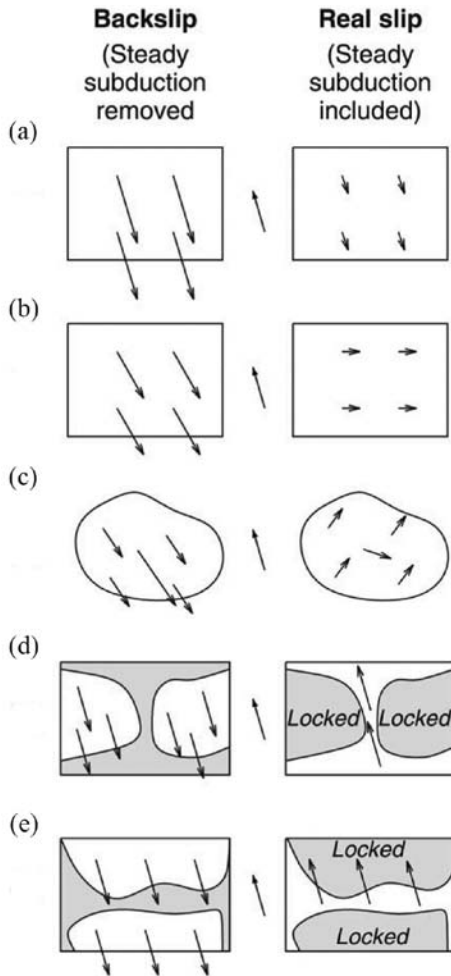 Backslip
(Steady
subduction
removed)
Real slip
(Steady
subduction
included)
(a)
(b)
(c)
(d)
Locked
Locked
(e)
Locked
Locked